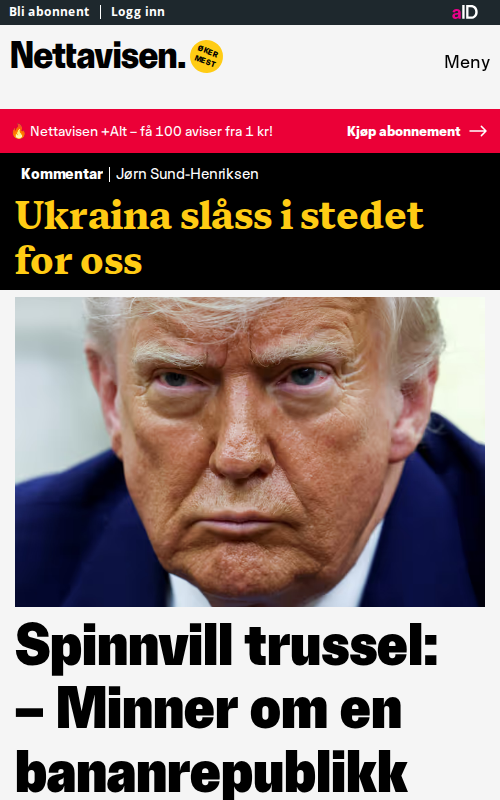 Bli abonnent | Logg inn
aID
Nettavisen.
ØKER
MEST
Meny
🔥 Nettavisen +Alt – få 100 aviser fra 1 kr!
Kjøp abonnement →
Kommentar | Jørn Sund-Henriksen
Ukraina slåss i stedet
for oss
Spinnvill trussel:
– Minner om en
bananrepublikk